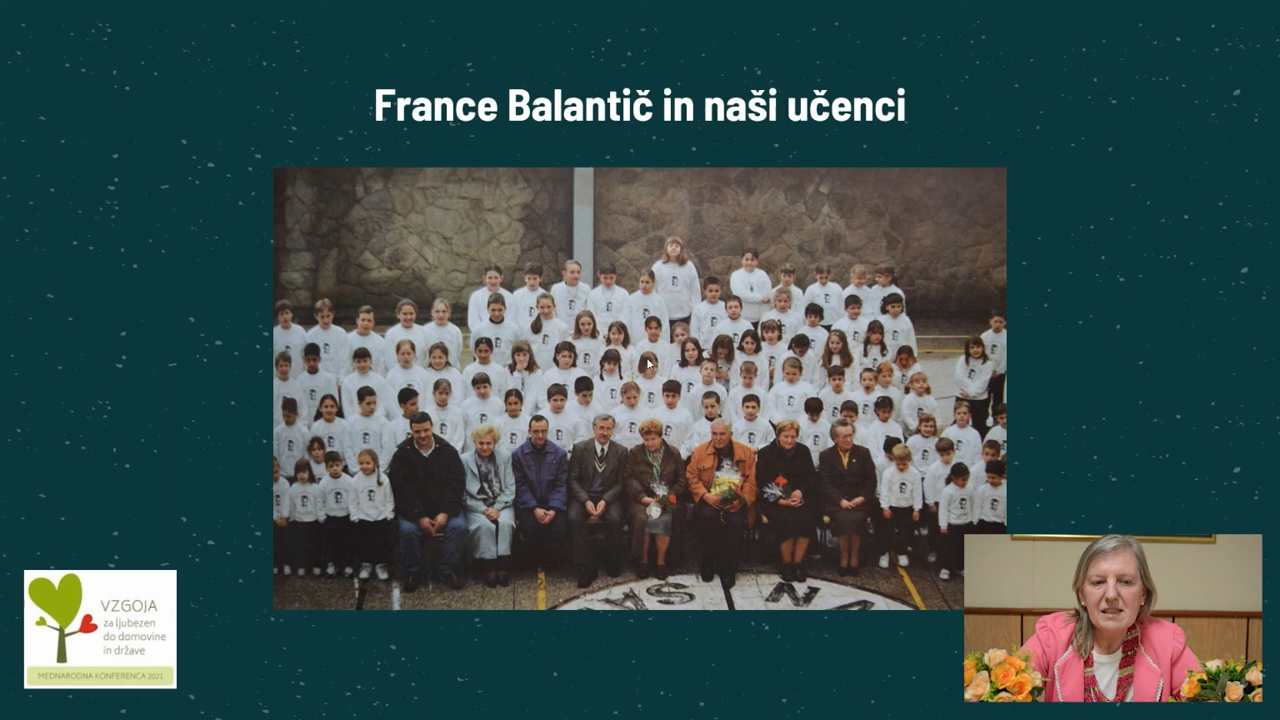 France Balantič in naši učenci
VZGOJA
za ljubezen
do domovine
in države
MEDNARODNA KONFERENCA 2021